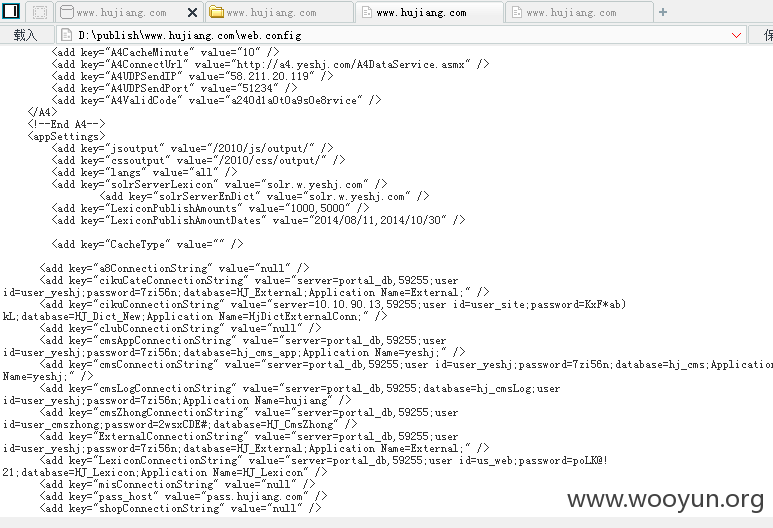 www.hujiang.com
www.hujiang.com
www.hujiang.com
www.hujiang.com
载入
D:\publish\www.hujiang.com\web.config
<add key="A4CacheMinute" value="10" />
<add key="A4ConnectUrl" value="http://a4.yeshj.com/A4DataService.asmx" />
<add key="A4UDPSendIP" value="58.211.20.119" />
<add key="A4UDPSendPort" value="51234" />
<add key="A4ValidCode" value="a240d1a0t0a9s0e8rvice" />
</A4>
<!--End A4-->
<appSettings>
<add key="jsoutput" value="/2010/js/output/" />
<add key="cssoutput" value="/2010/css/output/" />
<add key="langs" value="all" />
<add key="solrServerLexicon" value="solr.w.yeshj.com" />
<add key="solrServerEnDict" value="solr.w.yeshj.com" />
<add key="LexiconPublishAmounts" value="1000,5000" />
<add key="LexiconPublishAmountDates" value="2014/08/11,2014/10/30" />
<add key="CacheType" value="" />
<add key="a8ConnectionString" value="null" />
<add key="cikuCateConnectionString" value="server=portal_db,59255;user
id=user_yeshj;password=7zi56n;database=HJ_External;Application Name=External;" />
<add key="cikuConnectionString" value="server=10.10.90.13,59255;user id=user_site;password=KxF*ab)
kL;database=HJ_Dict_New;Application Name=HjDictExternalConn;" />
<add key="clubConnectionString" value="null" />
<add key="cmsAppConnectionString" value="server=portal_db,59255;user
id=user_yeshj;password=7zi56n;database=hj_cms_app;Application Name=yeshj;" />
<add key="cmsConnectionString" value="server=portal_db,59255;user id=user_yeshj;password=7zi56n;database=hj_cms;Application
Name=yeshj;" />
<add key="cmsLogConnectionString" value="server=portal_db,59255;database=hj_cmsLog;user
id=user_yeshj;password=7zi56n;Application Name=hujiang" />
<add key="cmsZhongConnectionString" value="server=portal_db,59255;user
id=user_cmszhong;password=2wsxCDE#;database=HJ_CmsZhong" />
<add key="ExternalConnectionString" value="server=portal_db,59255;user
id=user_yeshj;password=7zi56n;database=HJ_External;Application Name=External;" />
<add key="LexiconConnectionString" value="server=portal_db,59255;user id=us_web;password=poLK@!
21;database=HJ_Lexicon;Application Name=HJ_Lexicon" />
<add key="misConnectionString" value="null" />
<add key="pass_host" value="pass.hujiang.com" />
<add key="shopConnectionString" value="null" />
www.wooyun.org